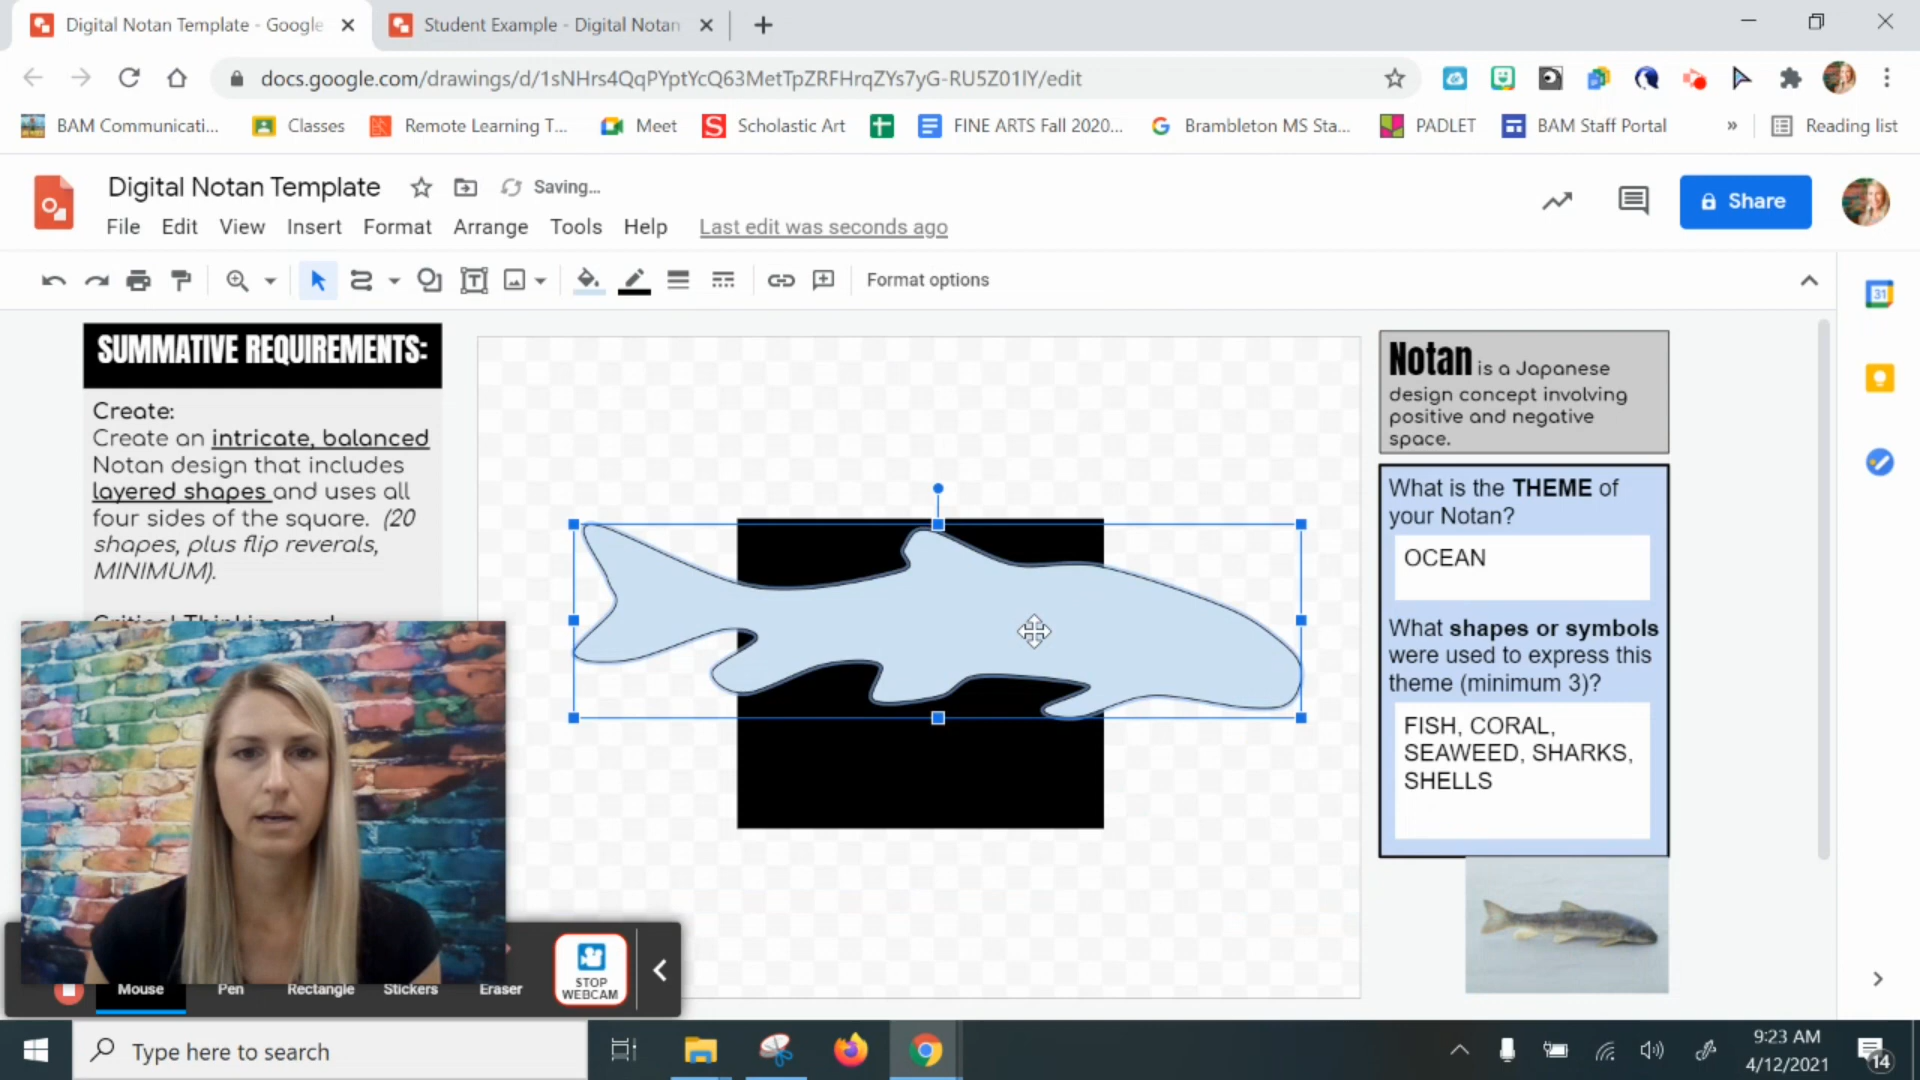 Digital Notan Template - Google
Student Example - Digital Notan
docs.google.com/drawings/d/1sNHrs4QqPYptYcQ63MetTpZRFHrqZYs7yG-RU5Z01lY/edit
BAM Communicati...
Classes
Remote Learning T...
Meet
Scholastic Art
FINE ARTS Fall 2020...
Brambleton MS Sta...
PADLET
BAM Staff Portal
»
Reading list
Digital Notan Template
Saving...
File Edit View Insert Format Arrange Tools Help
Last edit was seconds ago
Share
Format options
31
SUMMATIVE REQUIREMENTS:
Create:
Create an intricate, balanced
Notan design that includes
layered shapes and uses all
four sides of the square. (20
shapes, plus flip reverals,
MINIMUM).
Critical Thinking and
Notan is a Japanese
design concept involving
positive and negative
space.
What is the THEME of
your Notan?
OCEAN
What shapes or symbols
were used to express this
theme (minimum 3)?
FISH, CORAL,
SEAWEED, SHARKS,
SHELLS
Mouse
Pen
Rectangle
Stickers
Eraser
STOP
WEBCAM
Type here to search
9:23 AM
4/12/2021
14